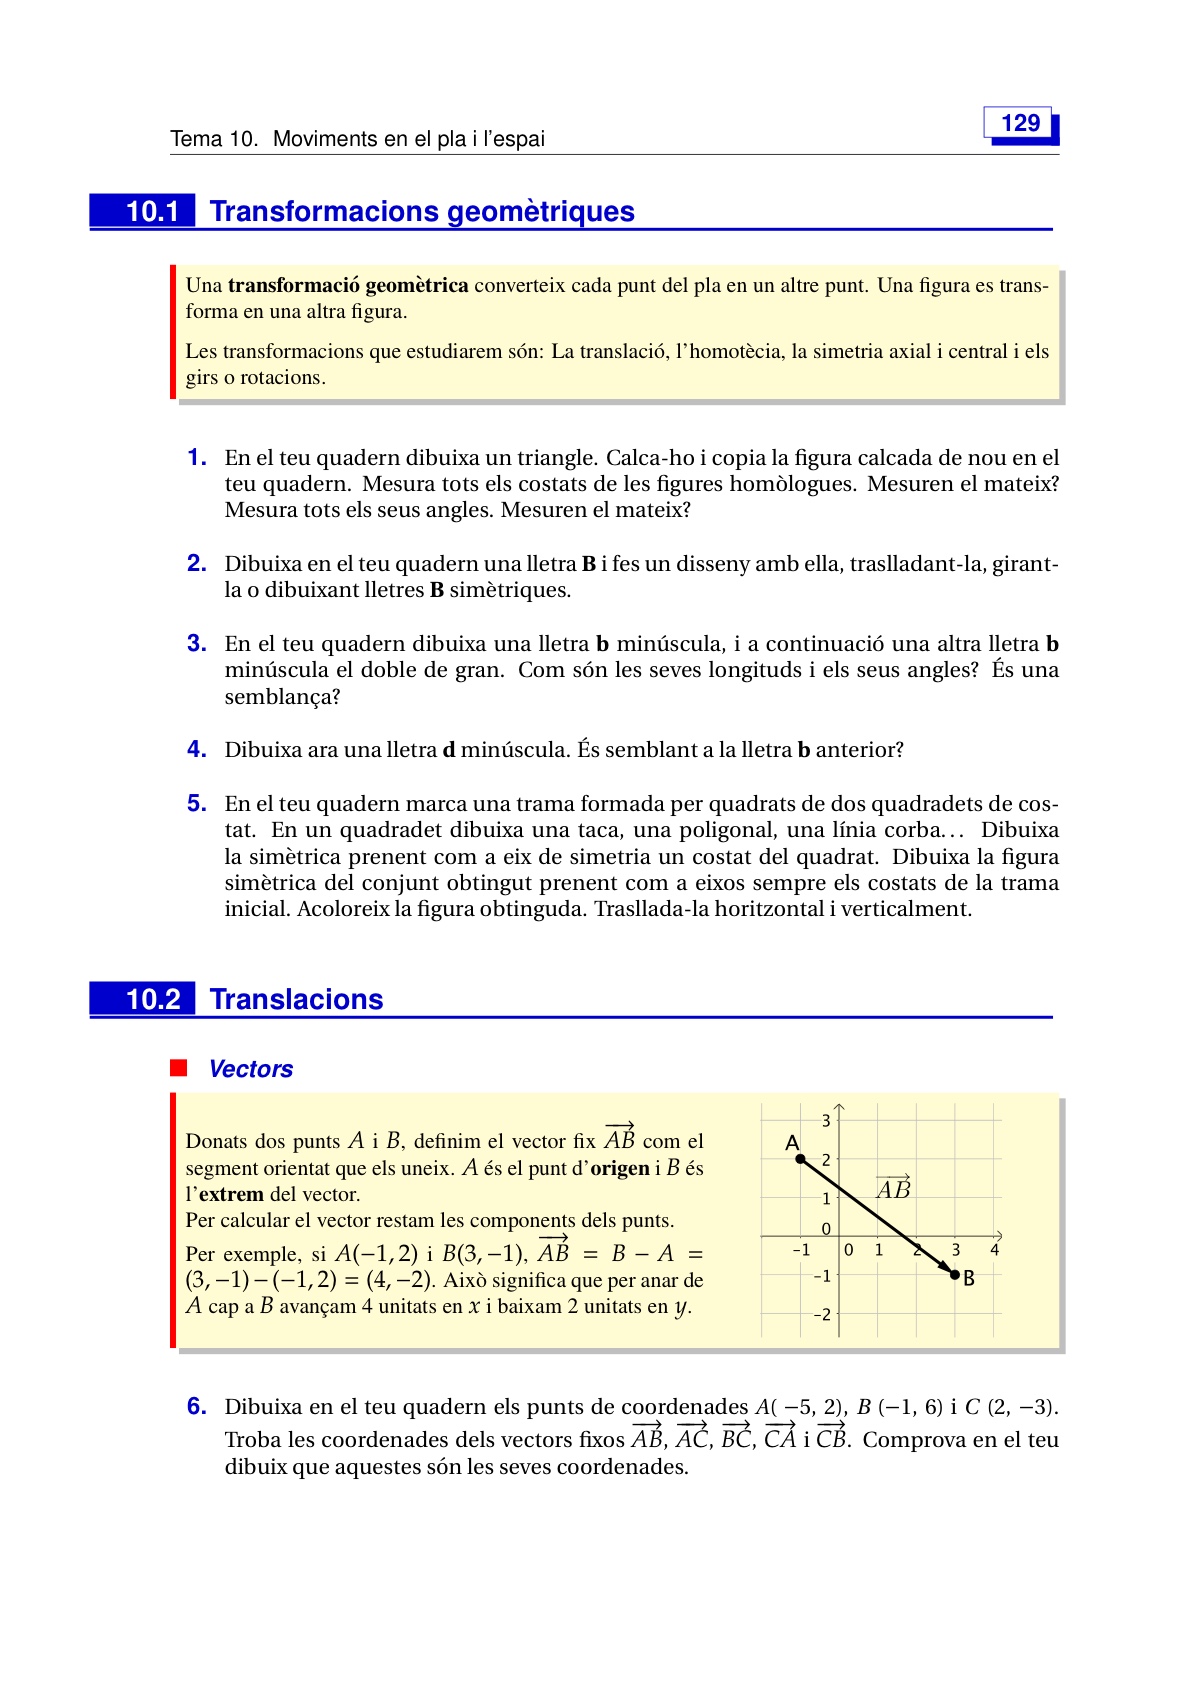 Tema 10. Moviments en el pla i l'espai
129
10.1 Transformacions geomètriques
Una transformació geomètrica converteix cada punt del pla en un altre punt. Una figura es trans-
forma en una altra figura.
Les transformacions que estudiarem són: La translació, l'homotècia, la simetria axial i central i els
girs o rotacions.
1. En el teu quadern dibuixa un triangle. Calca-ho i copia la figura calcada de nou en el
teu quadern. Mesura tots els costats de les figures homòlogues. Mesuren el mateix?
Mesura tots els seus angles. Mesuren el mateix?
2. Dibuixa en el teu quadern una lletra B i fes un disseny amb ella, traslladant-la, girant-
la o dibuixant lletres B simètriques.
3. En el teu quadern dibuixa una lletra b minúscula, i a continuació una altra lletra b
minúscula el doble de gran. Com són les seves longituds i els seus angles? És una
semblança?
4. Dibuixa ara una lletra d minúscula. És semblant a la lletra b anterior?
5. En el teu quadern marca una trama formada per quadrats de dos quadradets de cos-
tat. En un quadradet dibuixa una taca, una poligonal, una línia corba... Dibuixa
la simètrica prenent com a eix de simetria un costat del quadrat. Dibuixa la figura
simètrica del conjunt obtingut prenent com a eixos sempre els costats de la trama
inicial. Acoloreix la figura obtinguda. Trasllada-la horitzontal i verticalment.
10.2 Translacions
Vectors
Donats dos punts A i B, definim el vector fix AB com el
segment orientat que els uneix. A és el punt d'origen i B és
l'extrem del vector.
Per calcular el vector restam les components dels punts.
Per exemple, si A(−1,2) i B(3,−1), AB = B − A =
(3,−1)−(−1,2) = (4,−2). Això significa que per anar de
A cap a B avançam 4 unitats en x i baixam 2 unitats en y.
3
A
2
AB
1
0
−1 0 1 2 3 4
−1
B
−2
6. Dibuixa en el teu quadern els punts de coordenades A( −5, 2), B (−1, 6) i C (2, −3).
Troba les coordenades dels vectors fixos AB, AC, BC, CA i CB. Comprova en el teu
dibuix que aquestes són les seves coordenades.